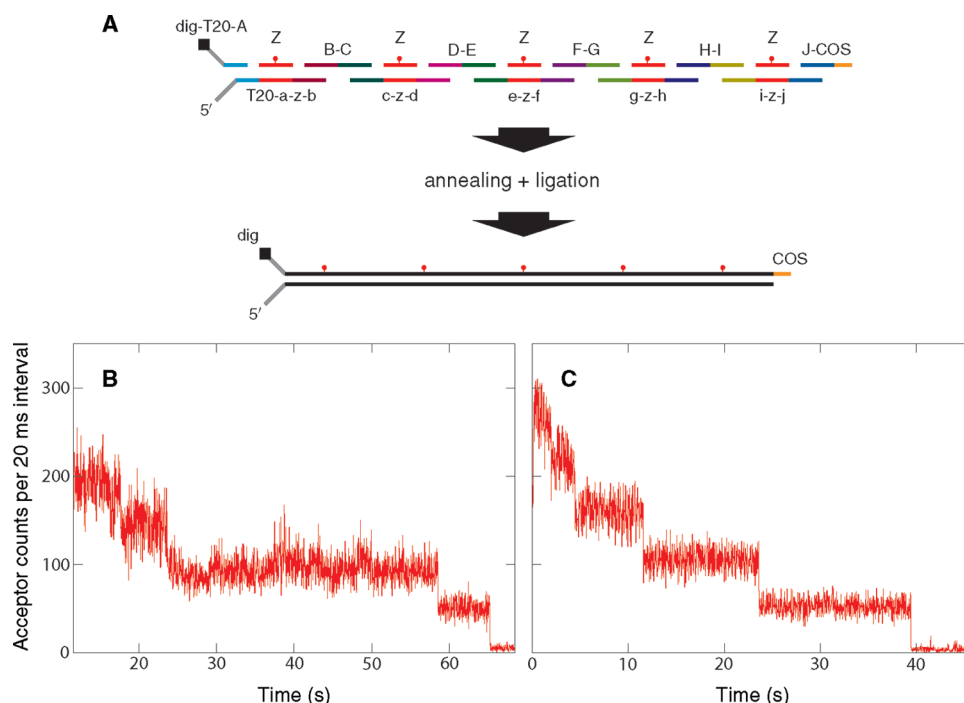 A
dig-T20-A
Z B-C Z D-E Z F-G Z H-I Z J-COS
T20-a-z-b c-z-d e-z-f g-z-h i-z-j
5′
annealing + ligation
dig
COS
5′
B
C
Acceptor counts per 20 ms interval
300
200
100
0
20 30 40 50 60
0 10 20 30 40
Time (s)
Time (s)